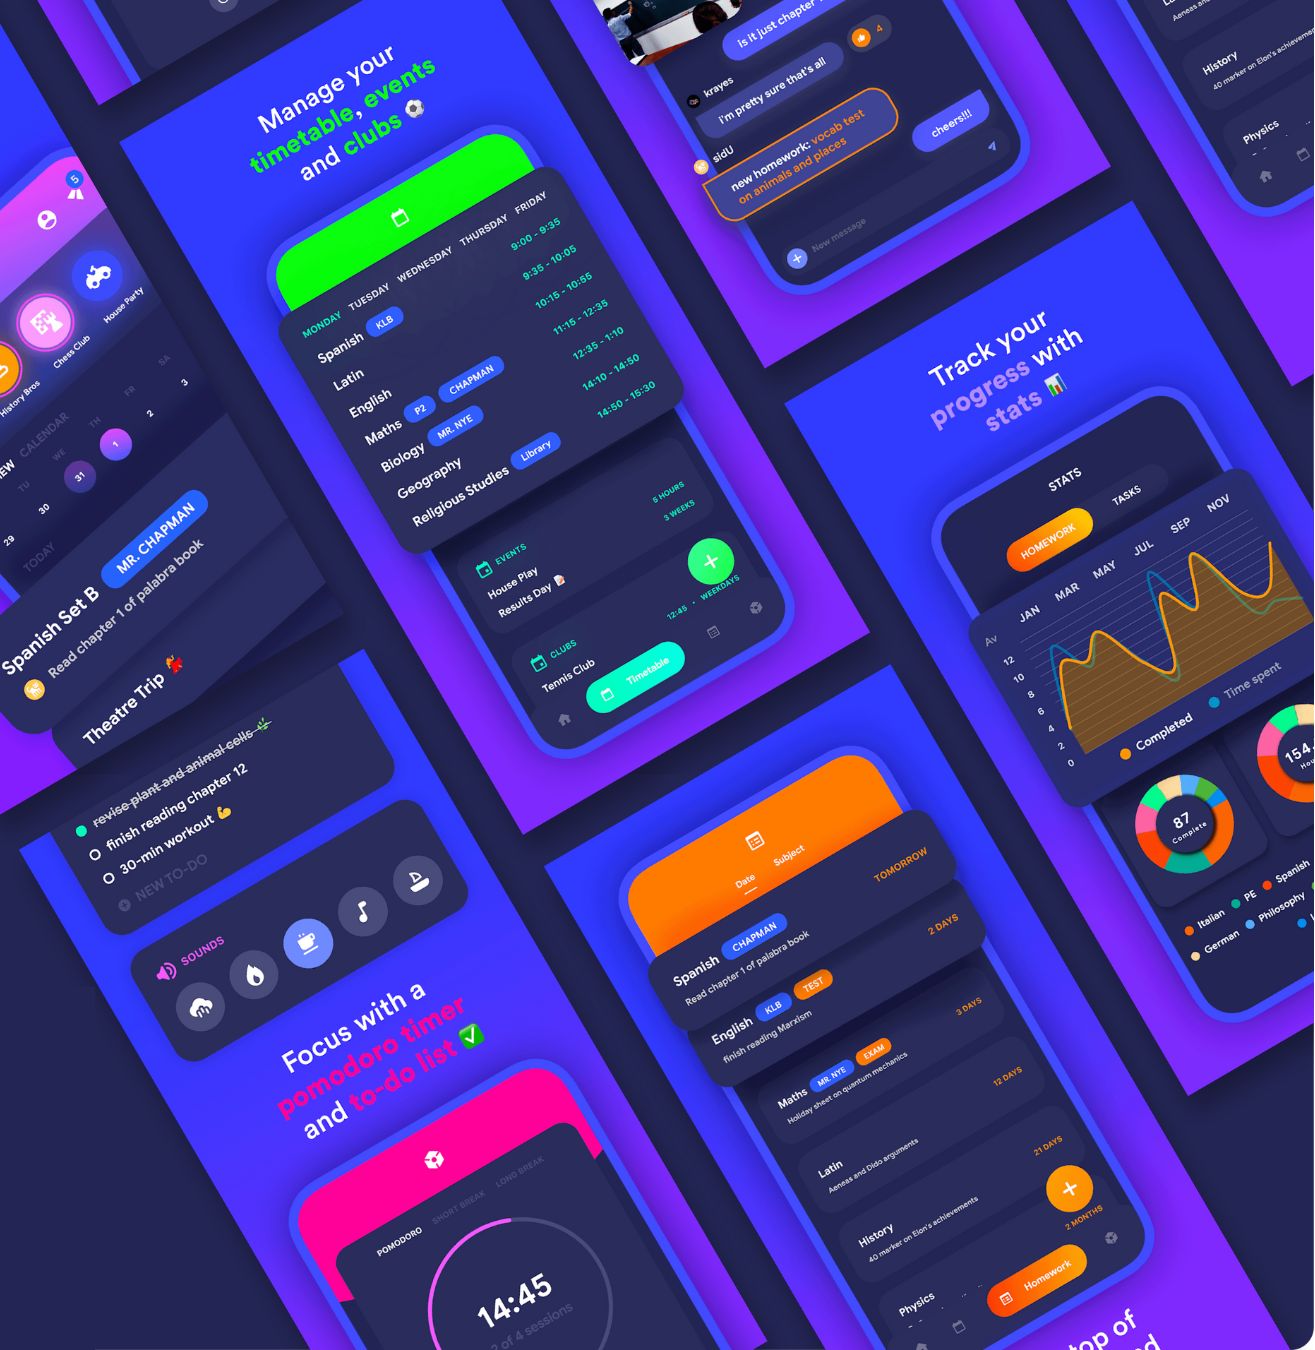 Manage your
timetable, events
and clubs ⚽
MONDAY TUESDAY WEDNESDAY THURSDAY FRIDAY
Spanish KLB 9:00 - 9:35
Latin 9:35 - 10:05
English 10:15 - 10:55
Maths P2 CHAPMAN 11:15 - 12:35
Biology MR. NYE 12:35 - 1:10
Geography 14:10 - 14:50
Religious Studies Library 14:50 - 15:30
EVENTS
House Play 5 HOURS
Results Day 3 WEEKS
CLUBS
Tennis Club 12:45 - WEEKDAYS
Timetable
5
History Bros
Chess Club
House Party
CALENDAR
TU WE TH FR SA
29 30 31 1 2 3
TODAY
Spanish Set B MR. CHAPMAN
Read chapter 1 of palabra book
Theatre Trip
Is it just chapter
4
krayes
i'm pretty sure that's all
sidU
new homework: vocab test
on animals and places
cheers!!!
New message
History
40 marker on Elon's achievements
Physics
Track your
progress with
stats 📊
STATS
HOMEWORK TASKS
Av
JAN MAR MAY JUL SEP NOV
12
10
8
6
4
2
0
Completed
Time spent
87
Complete
154
Italian PE Spanish
German Philosophy
revise plant and animal cells 🌿
finish reading chapter 12
30-min workout 💪
NEW TO-DO
SOUNDS
Focus with a
pomodoro timer
and to-do list ✅
POMODORO SHORT BREAK LONG BREAK
14:45
of 4 sessions
Date Subject
Spanish CHAPMAN TOMORROW
Read chapter 1 of palabra book
English KLB TEST 2 DAYS
finish reading Marxism
Maths MR. NYE EXAM 3 DAYS
Holiday sheet on quantum mechanics
Latin 12 DAYS
Aeneas and Dido arguments
History 21 DAYS
40 marker on Elon's achievements
Physics 2 MONTHS
Homework
top of